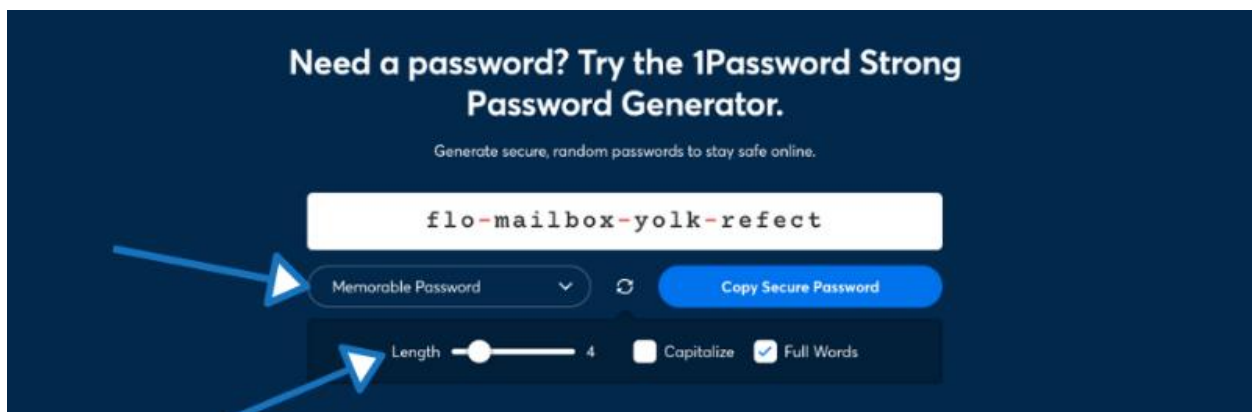 Need a password? Try the 1Password Strong
Password Generator.
Generate secure, random passwords to stay safe online.
flo-mailbox-yolk-refect
Memorable Password
Copy Secure Password
Length 4 Capitalize Full Words